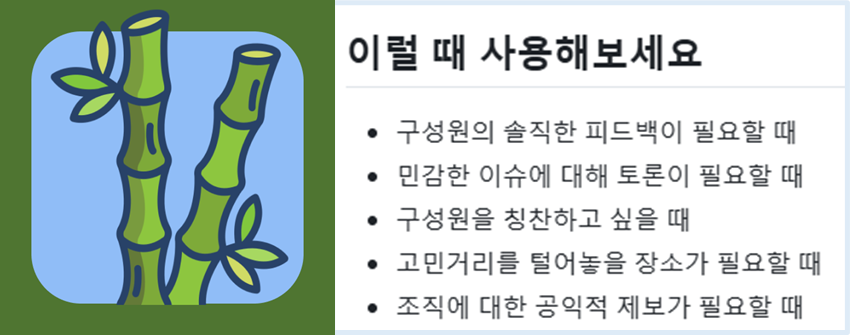 이럴 때 사용해보세요
• 구성원의 솔직한 피드백이 필요할 때
• 민감한 이슈에 대해 토론이 필요할 때
• 구성원을 칭찬하고 싶을 때
• 고민거리를 털어놓을 장소가 필요할 때
• 조직에 대한 공익적 제보가 필요할 때